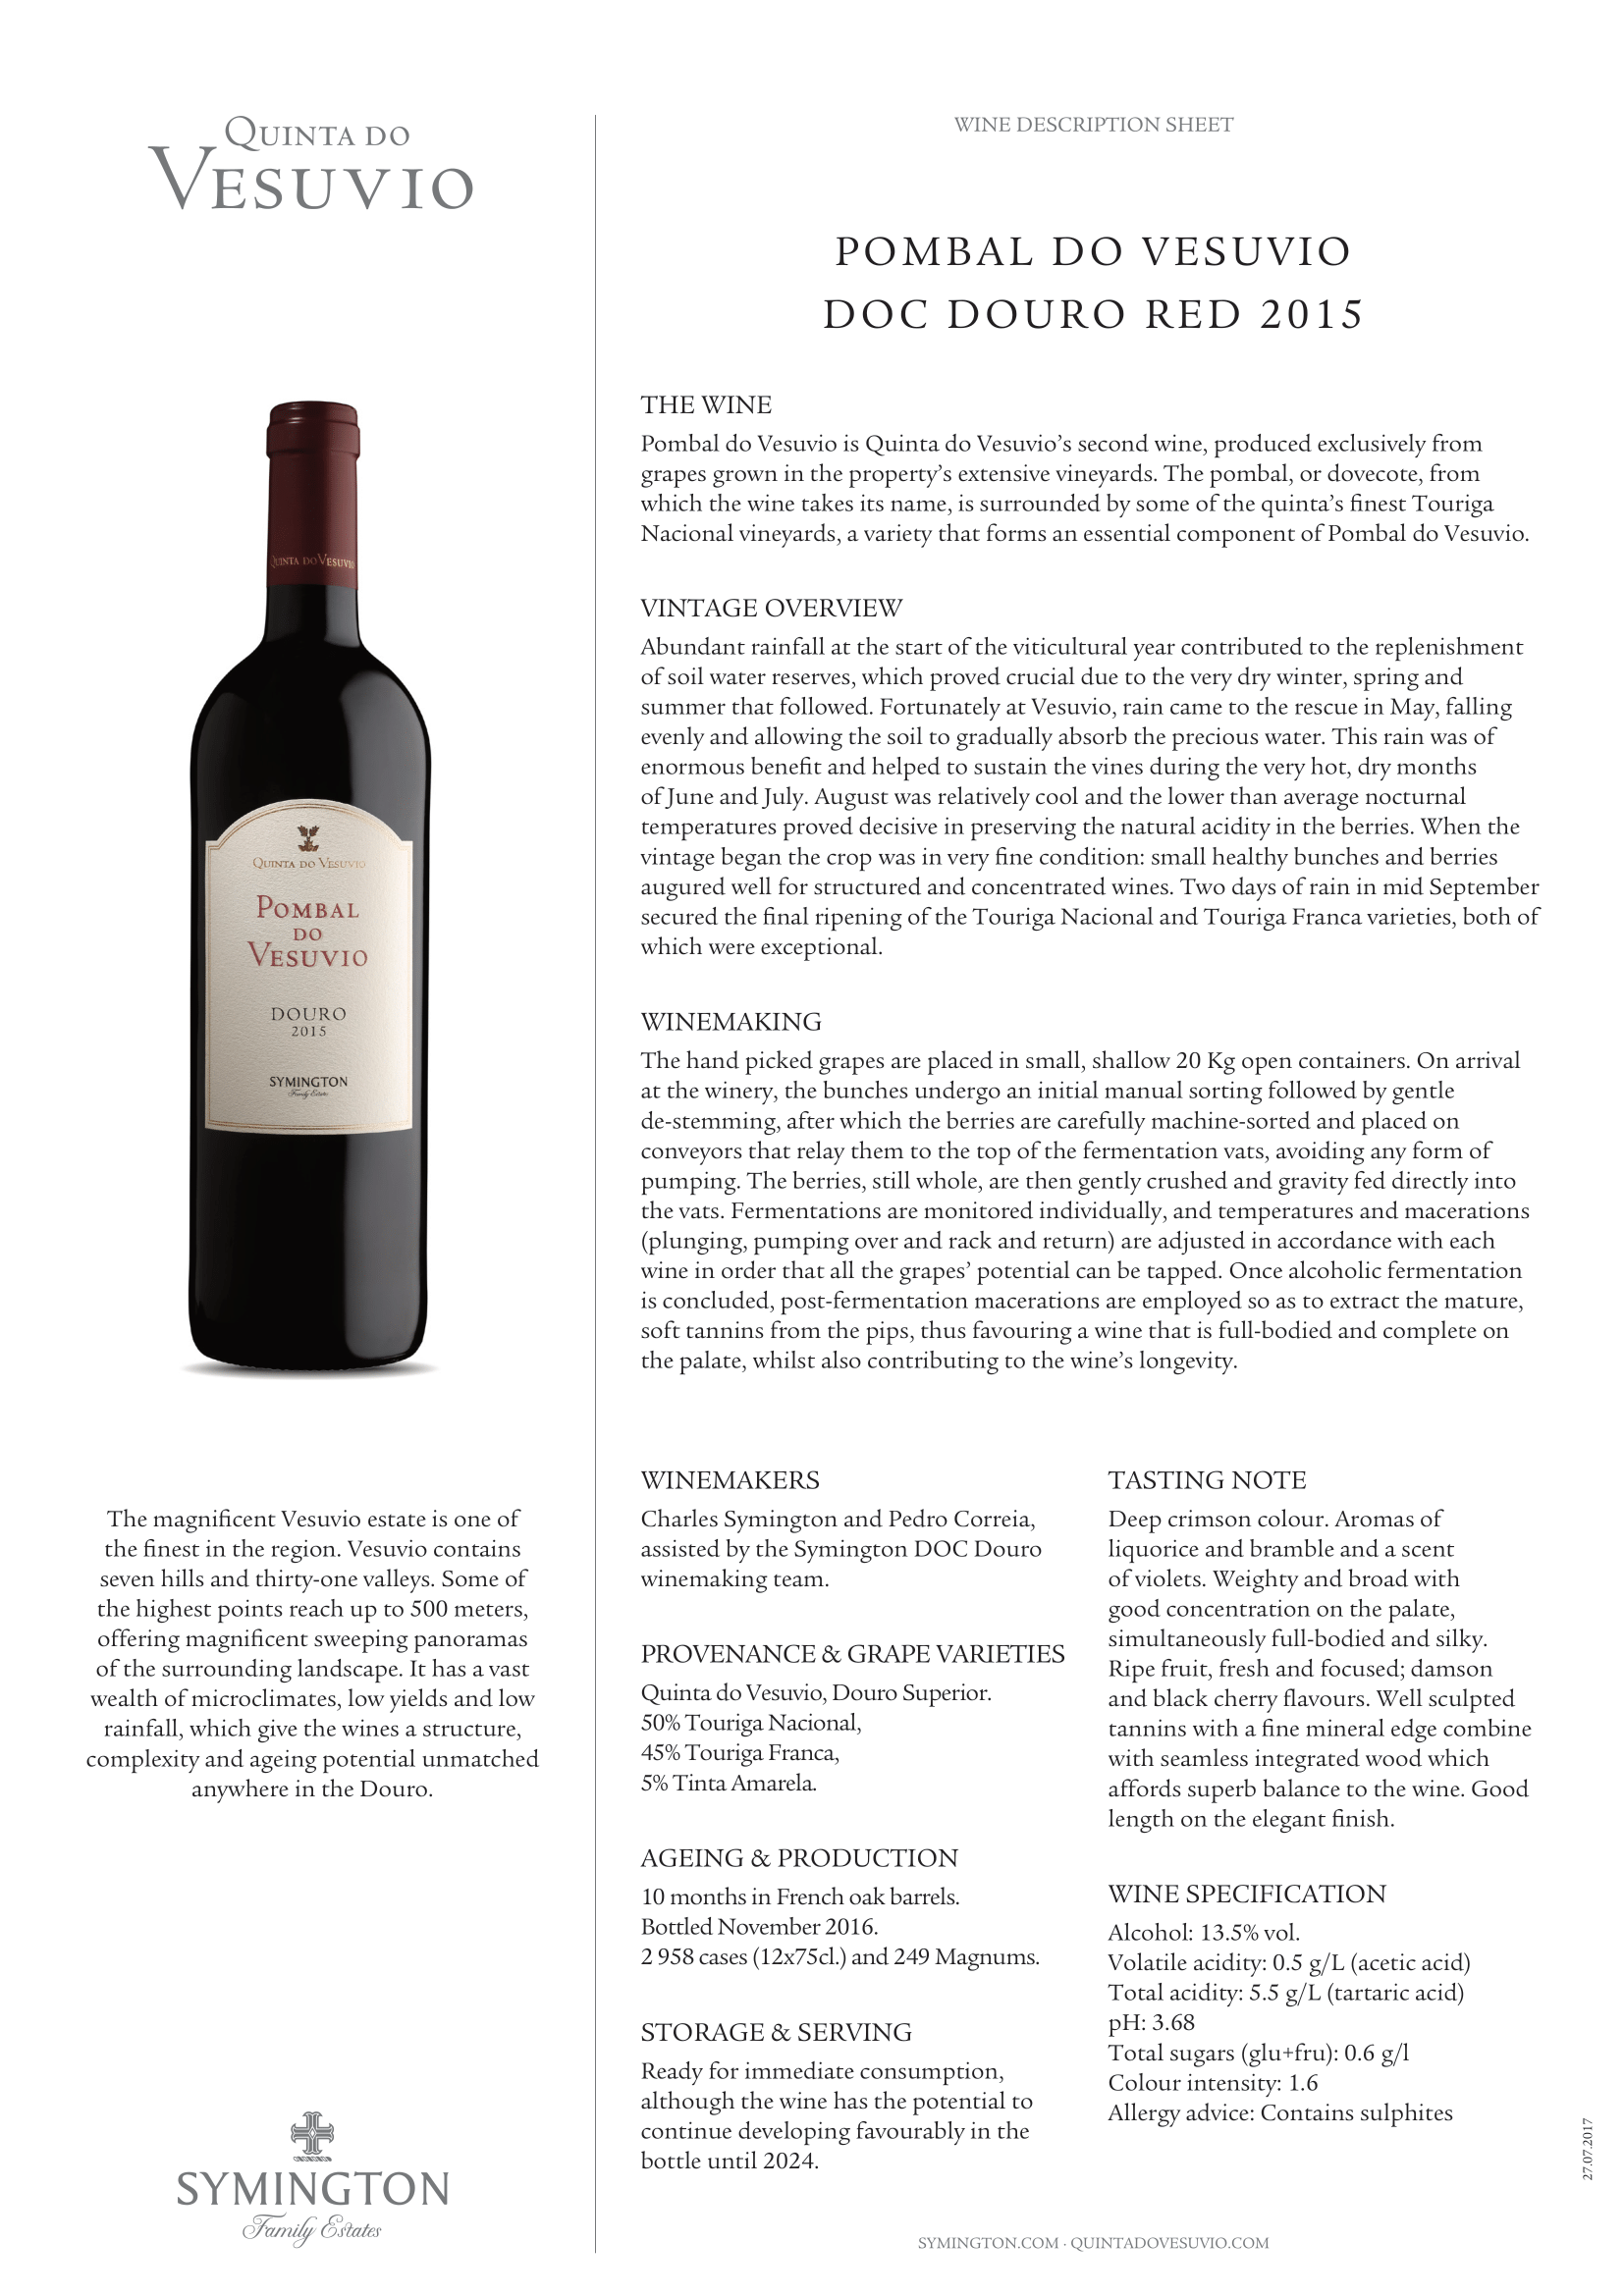 QUINTA DO
VESUVIO
QUINTA DO VESUVIO
QUINTA DO VESUVIO
POMBAL
DO
VESUVIO
DOURO
2015
SYMINGTON
Family Estates
The magnificent Vesuvio estate is one of
the finest in the region. Vesuvio contains
seven hills and thirty-one valleys. Some of
the highest points reach up to 500 meters,
offering magnificent sweeping panoramas
of the surrounding landscape. It has a vast
wealth of microclimates, low yields and low
rainfall, which give the wines a structure,
complexity and ageing potential unmatched
anywhere in the Douro.
SYMINGTON
Family Estates
WINE DESCRIPTION SHEET
POMBAL DO VESUVIO
DOC DOURO RED 2015
THE WINE
Pombal do Vesuvio is Quinta do Vesuvio’s second wine, produced exclusively from
grapes grown in the property’s extensive vineyards. The pombal, or dovecote, from
which the wine takes its name, is surrounded by some of the quinta’s finest Touriga
Nacional vineyards, a variety that forms an essential component of Pombal do Vesuvio.
VINTAGE OVERVIEW
Abundant rainfall at the start of the viticultural year contributed to the replenishment
of soil water reserves, which proved crucial due to the very dry winter, spring and
summer that followed. Fortunately at Vesuvio, rain came to the rescue in May, falling
evenly and allowing the soil to gradually absorb the precious water. This rain was of
enormous benefit and helped to sustain the vines during the very hot, dry months
of June and July. August was relatively cool and the lower than average nocturnal
temperatures proved decisive in preserving the natural acidity in the berries. When the
vintage began the crop was in very fine condition: small healthy bunches and berries
augured well for structured and concentrated wines. Two days of rain in mid September
secured the final ripening of the Touriga Nacional and Touriga Franca varieties, both of
which were exceptional.
WINEMAKING
The hand picked grapes are placed in small, shallow 20 Kg open containers. On arrival
at the winery, the bunches undergo an initial manual sorting followed by gentle
de-stemming, after which the berries are carefully machine-sorted and placed on
conveyors that relay them to the top of the fermentation vats, avoiding any form of
pumping. The berries, still whole, are then gently crushed and gravity fed directly into
the vats. Fermentations are monitored individually, and temperatures and macerations
(plunging, pumping over and rack and return) are adjusted in accordance with each
wine in order that all the grapes’ potential can be tapped. Once alcoholic fermentation
is concluded, post-fermentation macerations are employed so as to extract the mature,
soft tannins from the pips, thus favouring a wine that is full-bodied and complete on
the palate, whilst also contributing to the wine’s longevity.
WINEMAKERS
Charles Symington and Pedro Correia,
assisted by the Symington DOC Douro
winemaking team.
PROVENANCE & GRAPE VARIETIES
Quinta do Vesuvio, Douro Superior.
50% Touriga Nacional,
45% Touriga Franca,
5% Tinta Amarela.
AGEING & PRODUCTION
10 months in French oak barrels.
Bottled November 2016.
2 958 cases (12x75cl.) and 249 Magnums.
STORAGE & SERVING
Ready for immediate consumption,
although the wine has the potential to
continue developing favourably in the
bottle until 2024.
TASTING NOTE
Deep crimson colour. Aromas of
liquorice and bramble and a scent
of violets. Weighty and broad with
good concentration on the palate,
simultaneously full-bodied and silky.
Ripe fruit, fresh and focused; damson
and black cherry flavours. Well sculpted
tannins with a fine mineral edge combine
with seamless integrated wood which
affords superb balance to the wine. Good
length on the elegant finish.
WINE SPECIFICATION
Alcohol: 13.5% vol.
Volatile acidity: 0.5 g/L (acetic acid)
Total acidity: 5.5 g/L (tartaric acid)
pH: 3.68
Total sugars (glu+fru): 0.6 g/l
Colour intensity: 1.6
Allergy advice: Contains sulphites
27.07.2017
SYMINGTON.COM · QUINTADOVESUVIO.COM